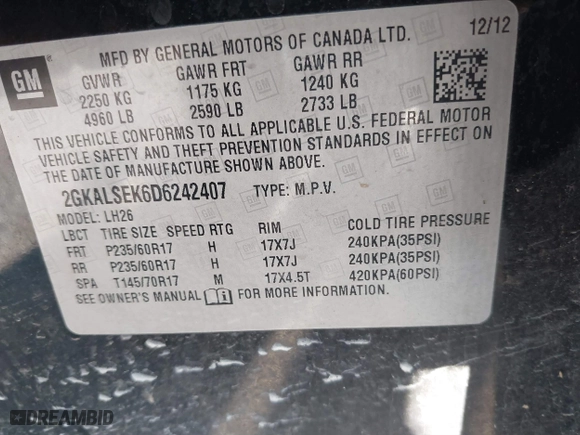 GM
12/12
MFD BY GENERAL MOTORS OF CANADA LTD.
GVWR GAWR FRT GAWR RR
2250 KG 1175 KG 1240 KG
4960 LB 2590 LB 2733 LB
THIS VEHICLE CONFORMS TO ALL APPLICABLE U.S. FEDERAL MOTOR
VEHICLE SAFETY AND THEFT PREVENTION STANDARDS IN EFFECT ON
THE DATE OF MANUFACTURE SHOWN ABOVE.
2GKALSEK6D6242407 TYPE: M.P.V.
MODEL: LH26
LBCT TIRE SIZE SPEED RTG RIM COLD TIRE PRESSURE
FRT P235/60R17 H 17X7J 240KPA(35PSI)
RR P235/60R17 H 17X7J 240KPA(35PSI)
SPA T145/70R17 M 17X4.5T 420KPA(60PSI)
SEE OWNER'S MANUAL FOR MORE INFORMATION.
DREAMBID